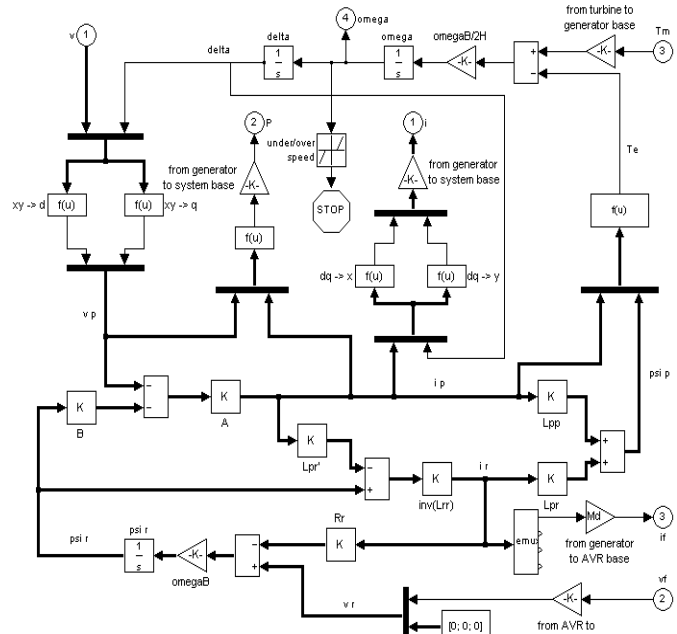 from turbine to
generator base
4
omega
v
1
omegaB/2H
delta
delta
omega
1
s
1
s
-K-
+
-
-K-
Tm
3
2
P
under/over
speed
1
i
from generator
to system base
-K-
from generator
to system base
-K-
Te
STOP
xy -> d
f(u)
f(u)
xy -> q
f(u)
f(u)
dq -> x
f(u)
f(u)
dq -> y
v p
i p
psi p
K
B
-
-
K
A
K
Lpp
+
+
K
Lpr'
-
+
K
inv(Lrr)
i r
K
Lpr
psi r
psi r
1
s
-K-
omegaB
-
+
Rr
K
emux
Md
3
if
from generator
to AVR base
v r
vf
-K-
2
[0; 0; 0]
from AVR to